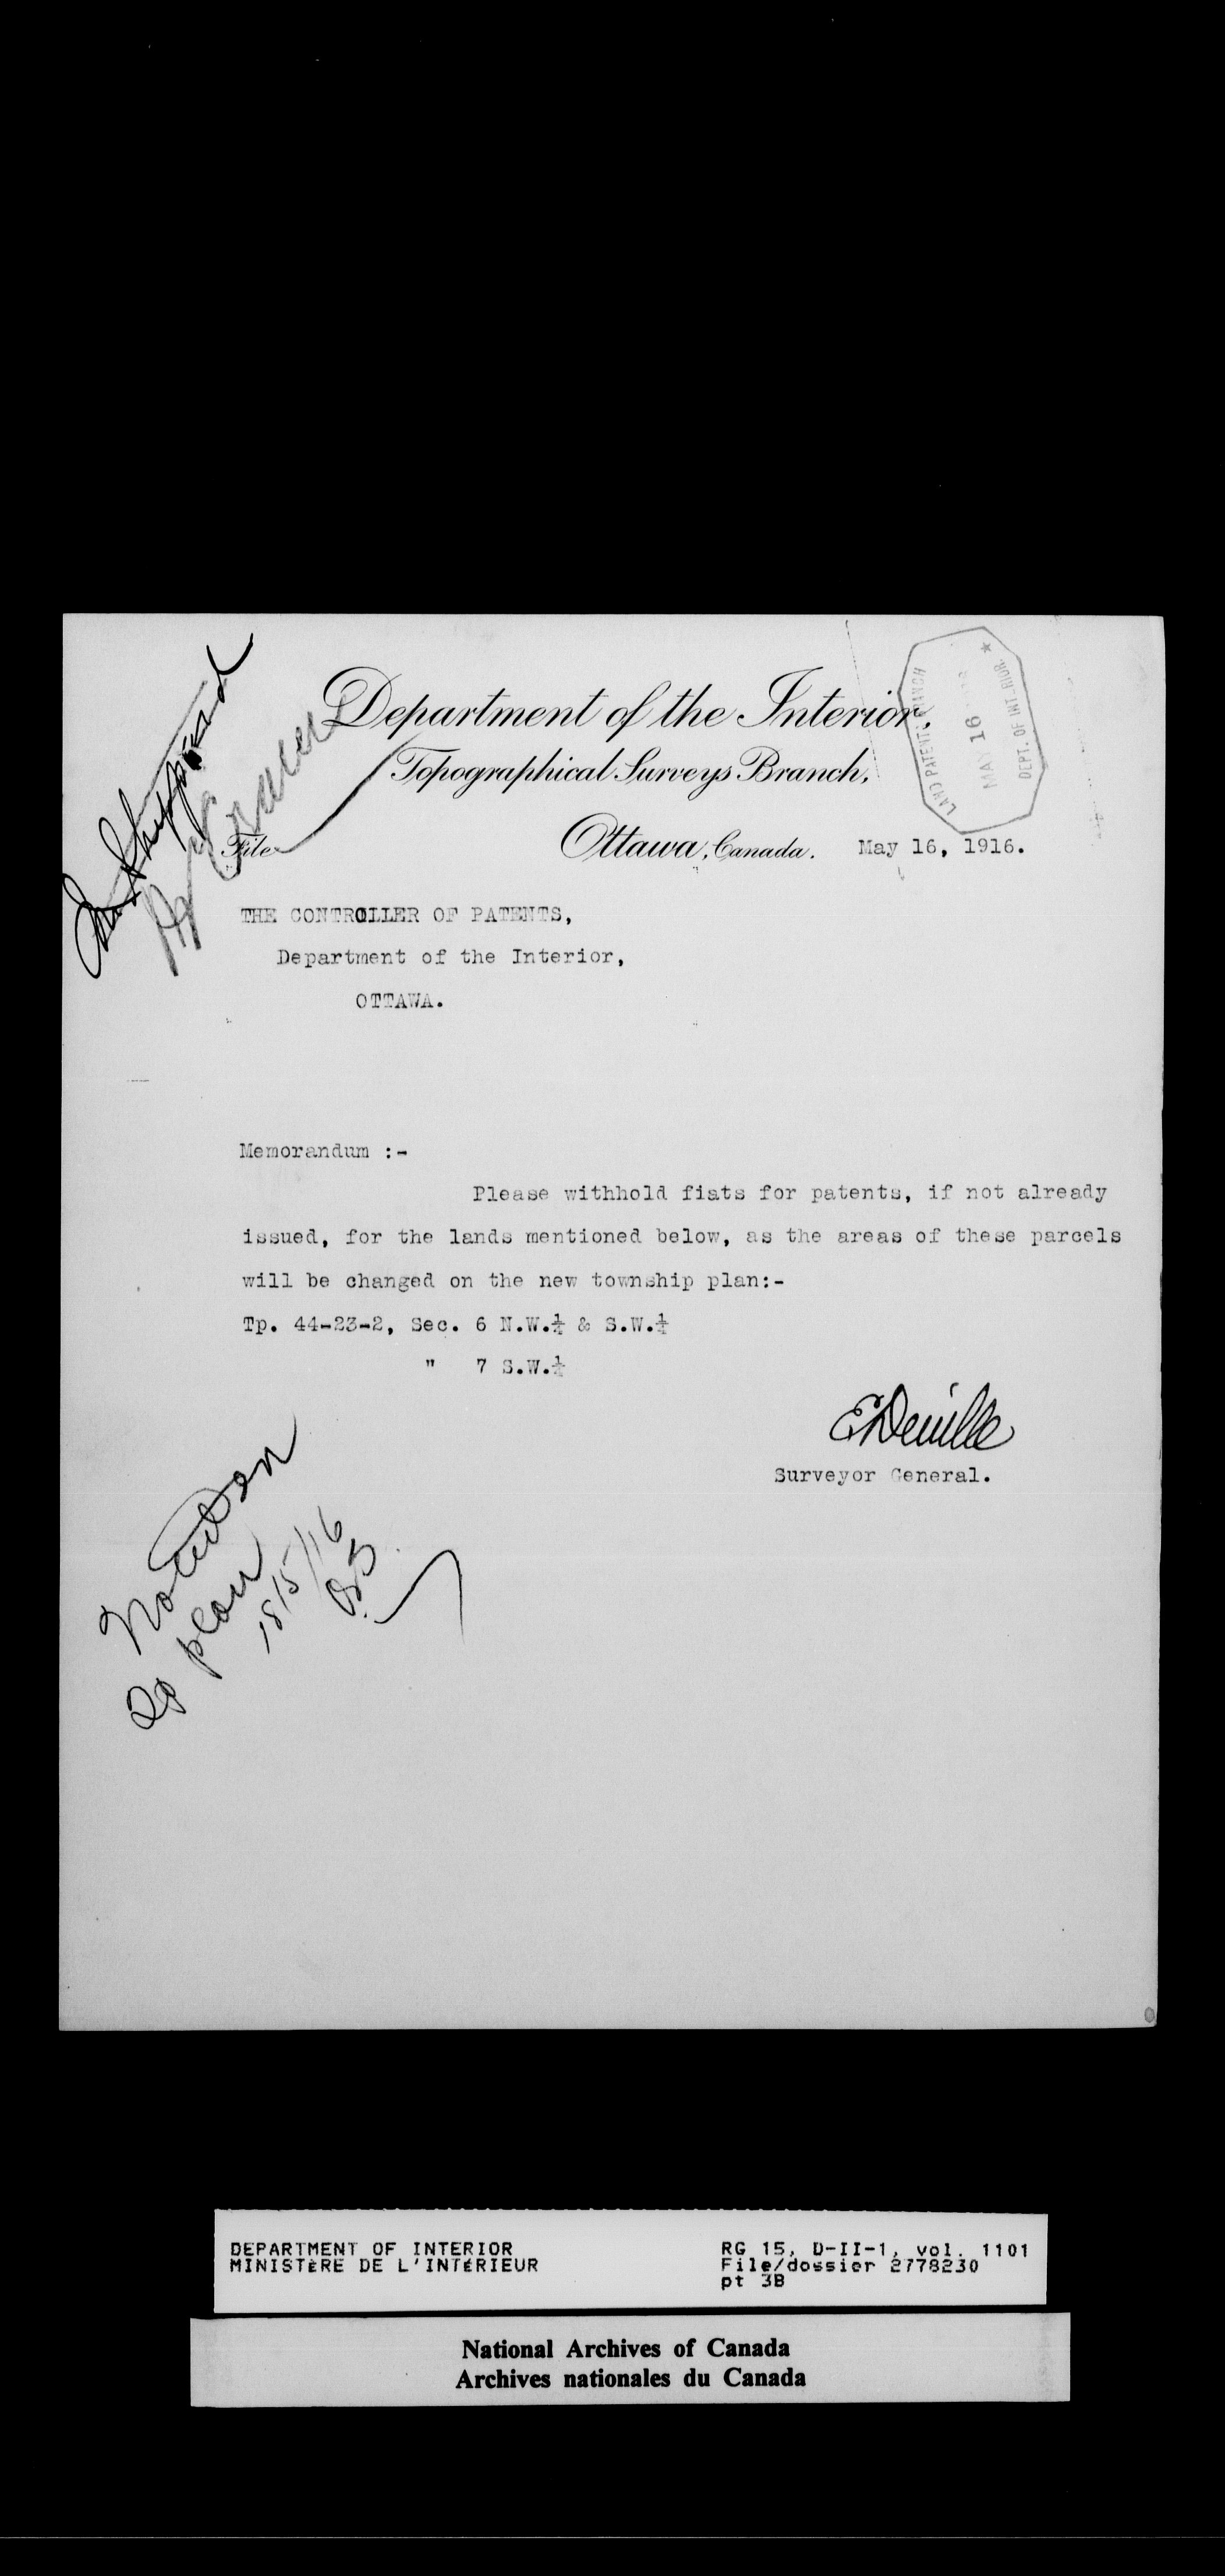 Department of the Interior,
Topographical Surveys Branch,
File
Ottawa, Canada. May 16, 1916.
LAND PATENTS BRANCH
MAY 16
DEPT. OF INTERIOR. ★
Mr Sheppard
THE CONTROLLER OF PATENTS,
Department of the Interior,
OTTAWA.
Memorandum :-
Please withhold fiats for patents, if not already
issued, for the lands mentioned below, as the areas of these parcels
will be changed on the new township plan:-
Tp. 44-23-2, Sec. 6 N.W.¼ & S.W.¼
" 7 S.W.¼
EDeville
Surveyor General.
Noted on
plan
18/5/16
DEPARTMENT OF INTERIOR
MINISTÈRE DE L'INTÉRIEUR
RG 15, D-II-1, vol. 1101
File/dossier 2778230
pt 3B
National Archives of Canada
Archives nationales du Canada